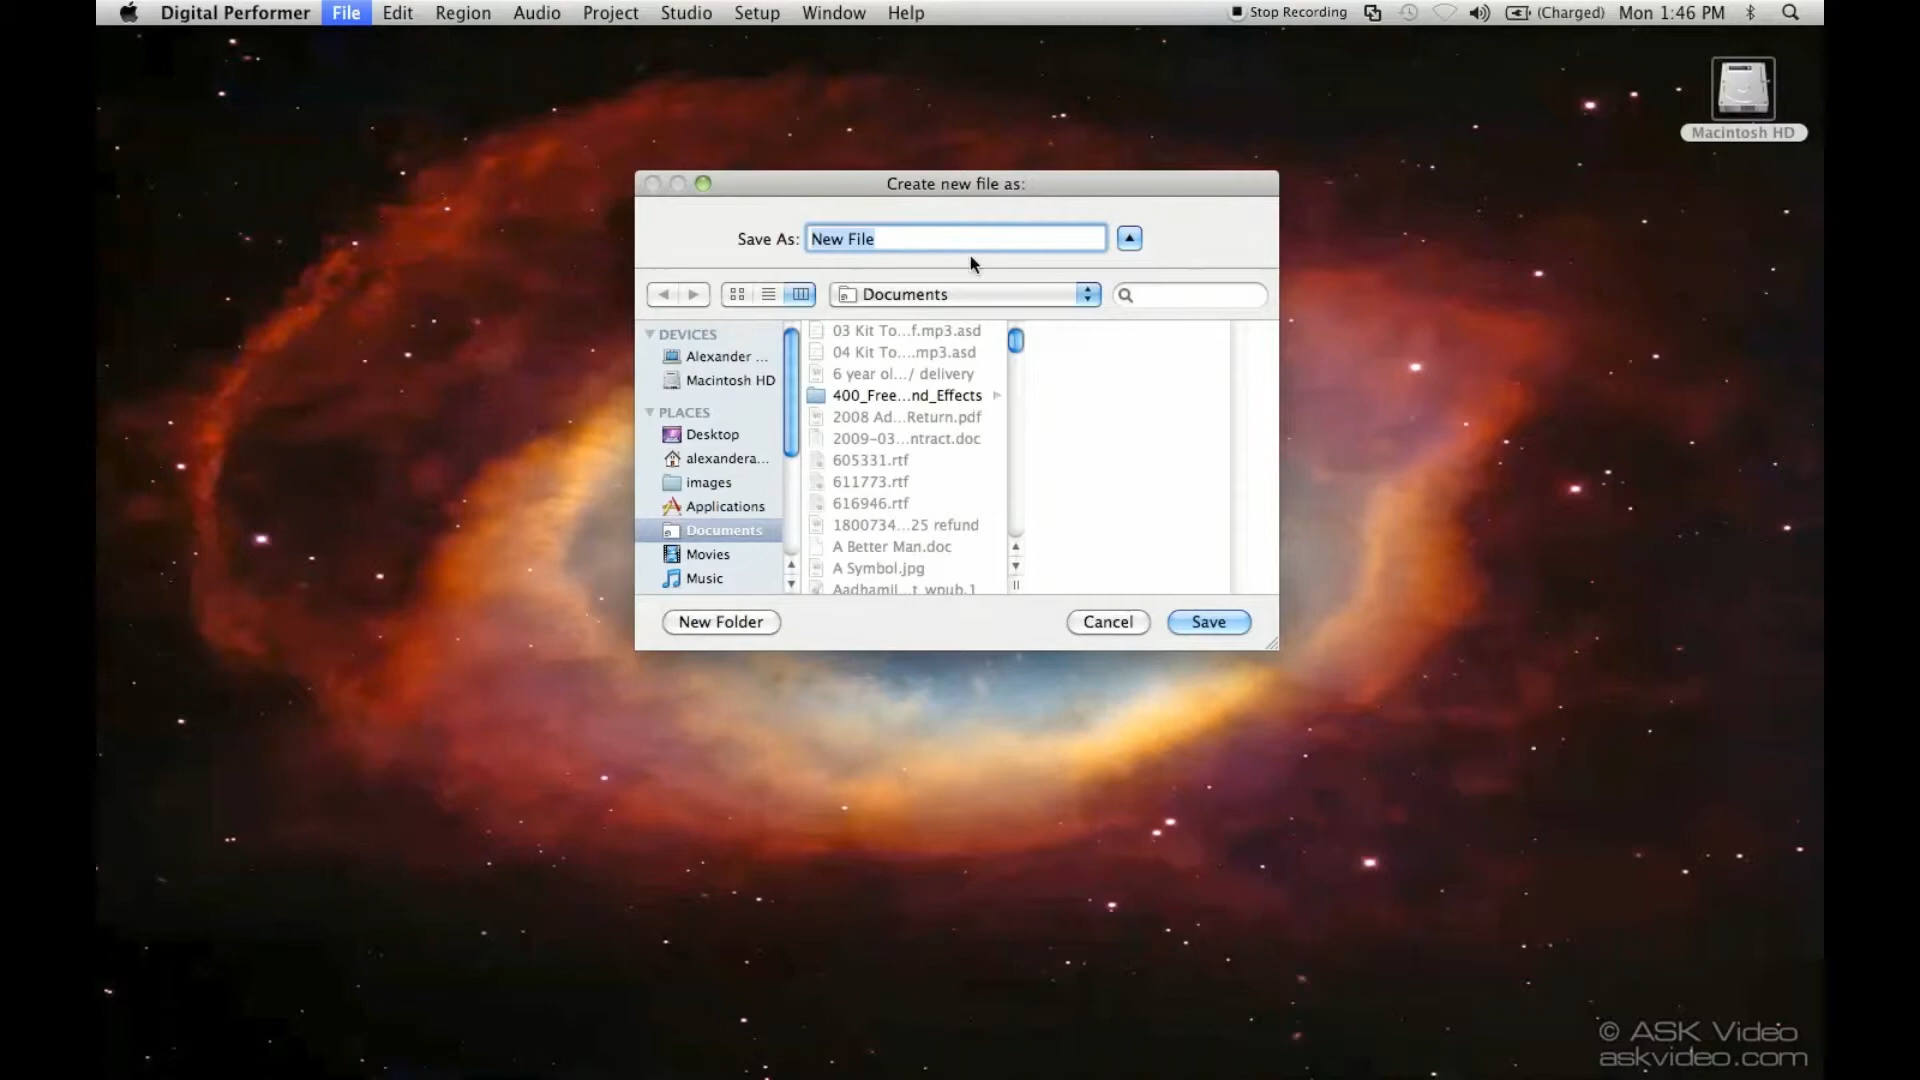 Digital Performer File Edit Region Audio Project Studio Setup Window Help Stop Recording (Charged) Mon 1:46 PM
Macintosh HD
Create new file as:
Save As: New File
Documents
DEVICES
Alexander ...
Macintosh HD
PLACES
Desktop
alexandera...
images
Applications
Documents
Movies
Music
03 Kit To...f.mp3.asd
04 Kit To....mp3.asd
6 year ol.../ delivery
400_Free...nd_Effects
2008 Ad...Return.pdf
2009-03...ntract.doc
605331.rtf
611773.rtf
616946.rtf
1800734...25 refund
A Better Man.doc
A Symbol.jpg
Aadhamil...t_wpub.1
New Folder Cancel Save
© ASK Video
askvideo.com